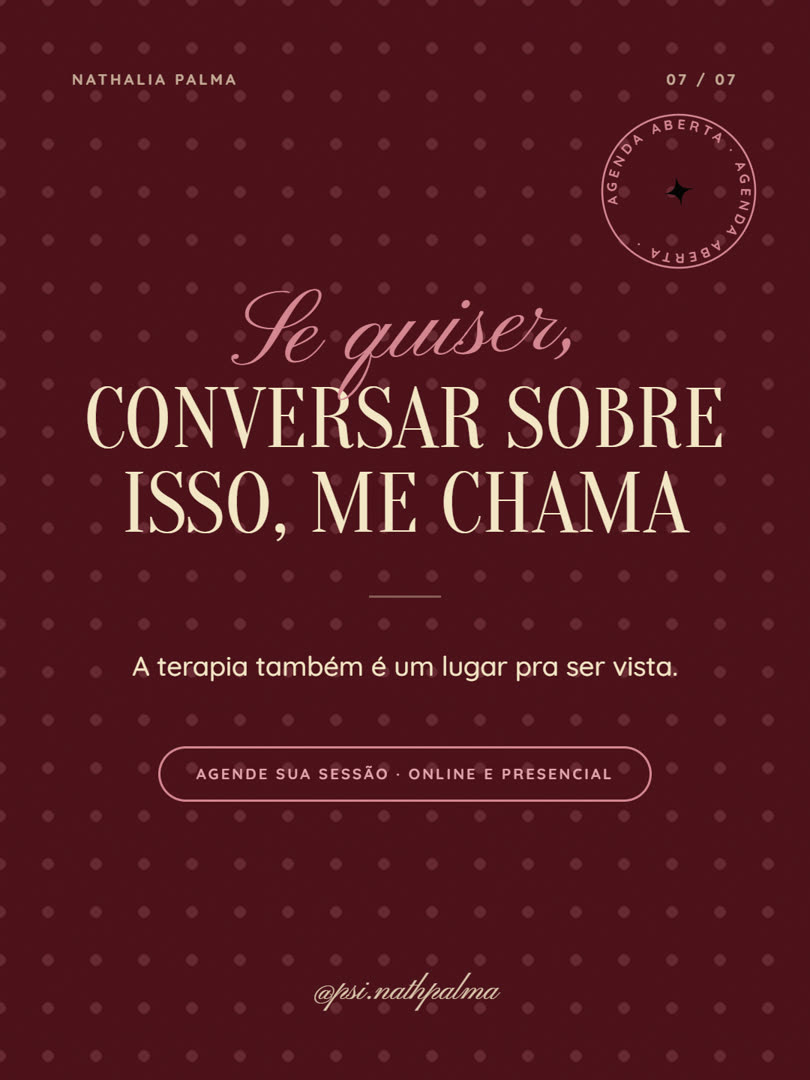 NATHALIA PALMA
07 / 07
AGENDA ABERTA · AGENDA ABERTA ·
Se quiser,
CONVERSAR SOBRE
ISSO, ME CHAMA
A terapia também é um lugar pra ser vista.
AGENDE SUA SESSÃO · ONLINE E PRESENCIAL
@psi.nathpalma